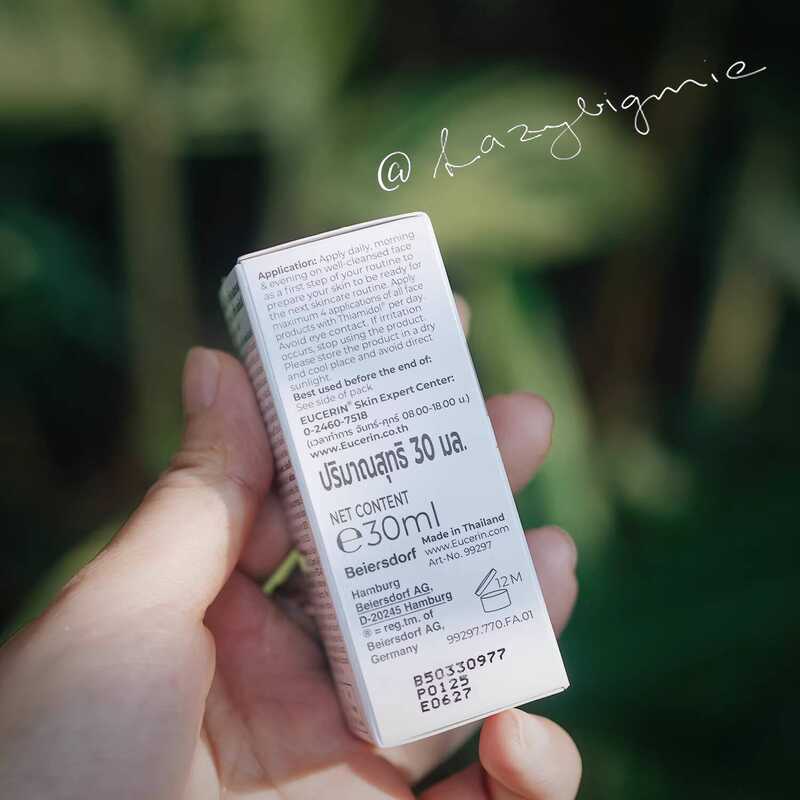 @Lazybigmie
Application: Apply daily, morning
& evening on well-cleansed face
as a first step of your routine to
prepare your skin to be ready for
the next skincare routine. Apply
maximum 4 applications of all face
products with Thiamidol® per day.
Avoid eye contact. If irritation
occurs, stop using the product.
Please store the product in a dry
and cool place and avoid direct
sunlight.
Best used before the end of:
See side of pack
EUCERIN® Skin Expert Center:
0-2460-7518
(เวลาทำการ จันทร์-ศุกร์ 08.00-18.00 น.)
www.Eucerin.co.th
ปริมาณสุทธิ 30 มล.
NET CONTENT
℮30ml
Beiersdorf
Made in Thailand
www.Eucerin.com
Art-No. 99297
Hamburg
Beiersdorf AG,
D-20245 Hamburg
® = reg.tm. of
Beiersdorf AG,
Germany
12M
99297.770.FA.01
B50330977
P0125
E0627